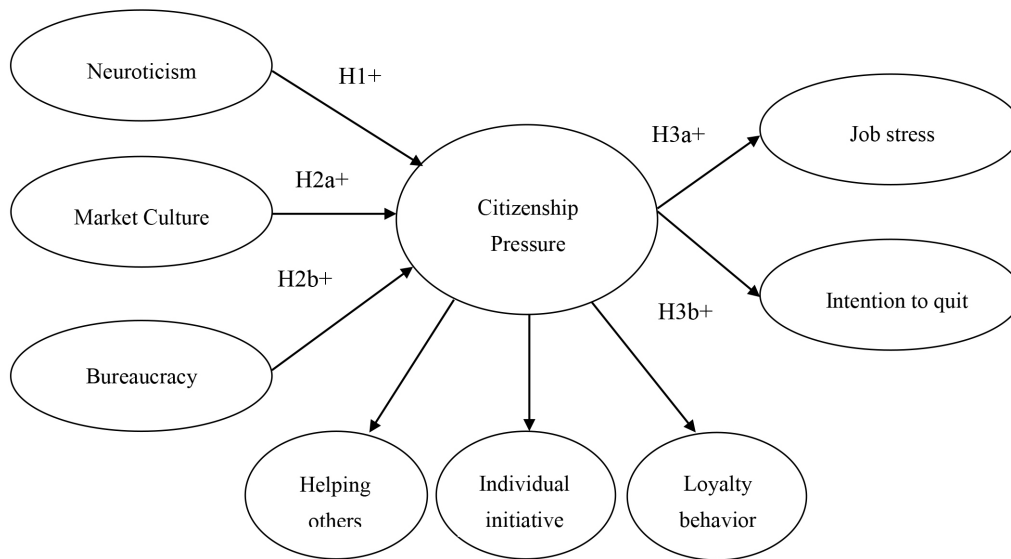 Neuroticism
H1+
Market Culture
H2a+
Bureaucracy
H2b+
Citizenship
Pressure
H3a+
Job stress
H3b+
Intention to quit
Helping
others
Individual
initiative
Loyalty
behavior